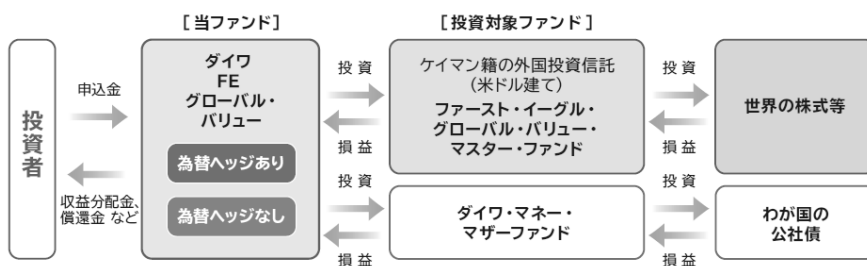 [当ファンド]
[投資対象ファンド]
投資者
申込金
収益分配金、
償還金 など
ダイワ
FE
グローバル・
バリュー
為替ヘッジあり
為替ヘッジなし
投資
損益
投資
損益
ケイマン籍の外国投資信託
(米ドル建て)
ファースト・イーグル・
グローバル・バリュー・
マスター・ファンド
ダイワ・マネー・
マザーファンド
投資
損益
投資
損益
世界の株式等
わが国の
公社債